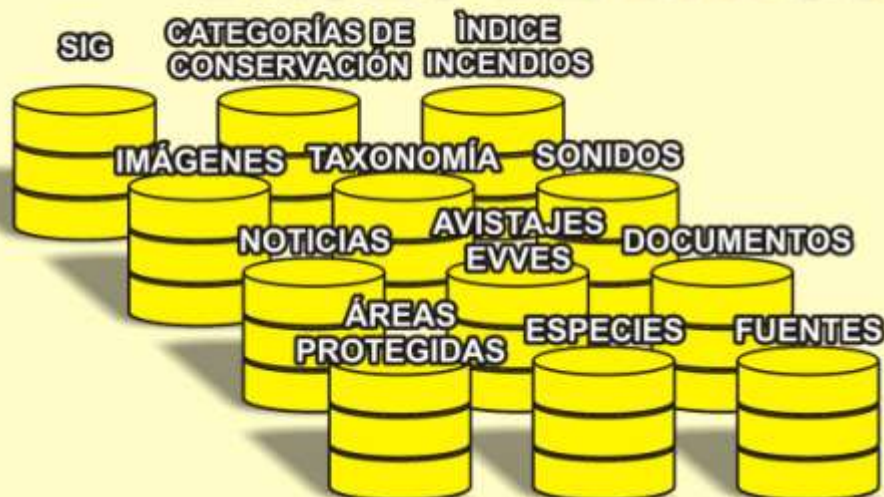 SIG
CATEGORÍAS DE
CONSERVACIÓN
ÌNDICE
INCENDIOS
IMÁGENES
TAXONOMÍA
SONIDOS
NOTICIAS
AVISTAJES
EVVES
DOCUMENTOS
ÁREAS
PROTEGIDAS
ESPECIES
FUENTES